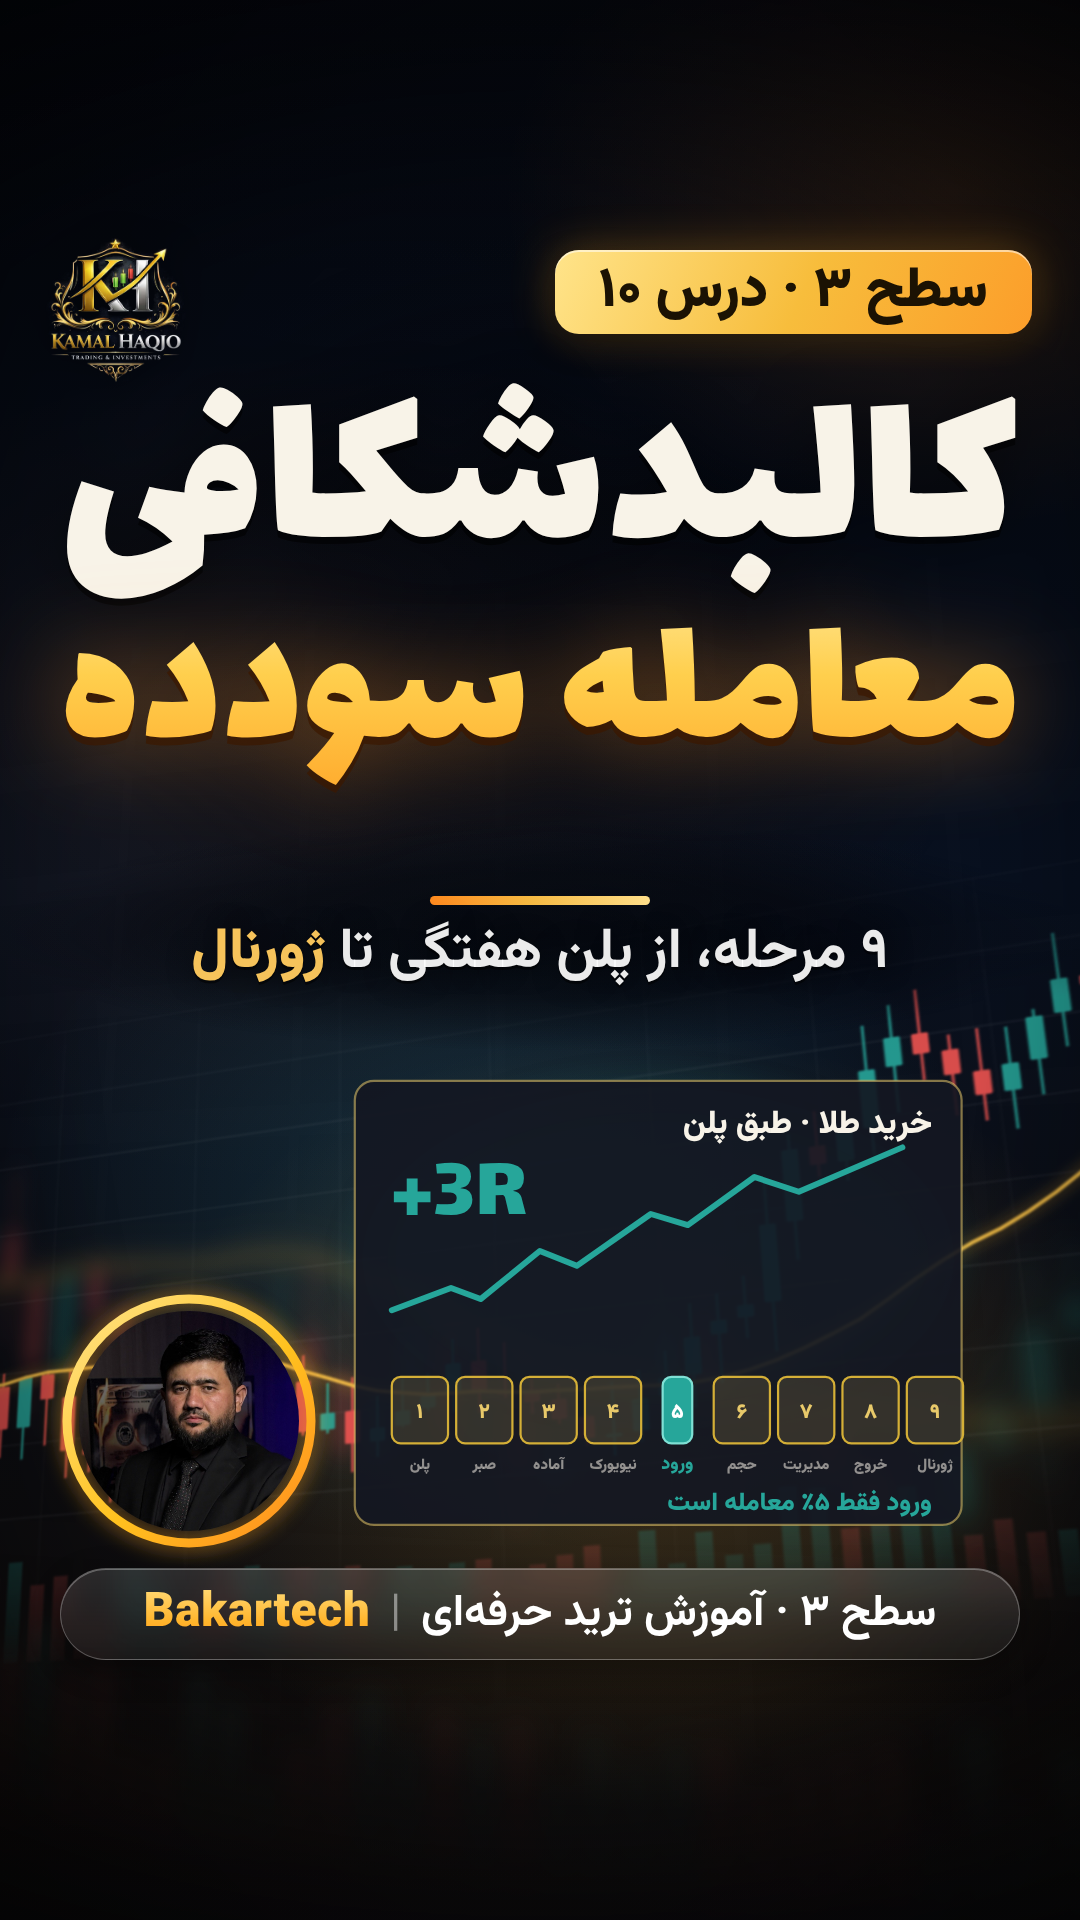 سطح ۳ · درس ۱۰
KH
KAMAL HAQJO
TRADING & INVESTMENTS
کالبدشکافی
معامله سودده
۹ مرحله، از پلن هفتگی تا ژورنال
خرید طلا · طبق پلن
+3R
۱ ۲ ۳ ۴ ۵ ۶ ۷ ۸ ۹
پلن صبر آماده نیویورک ورود حجم مدیریت خروج ژورنال
ورود فقط ۵٪ معامله است
سطح ۳ · آموزش ترید حرفه‌ای | Bakartech